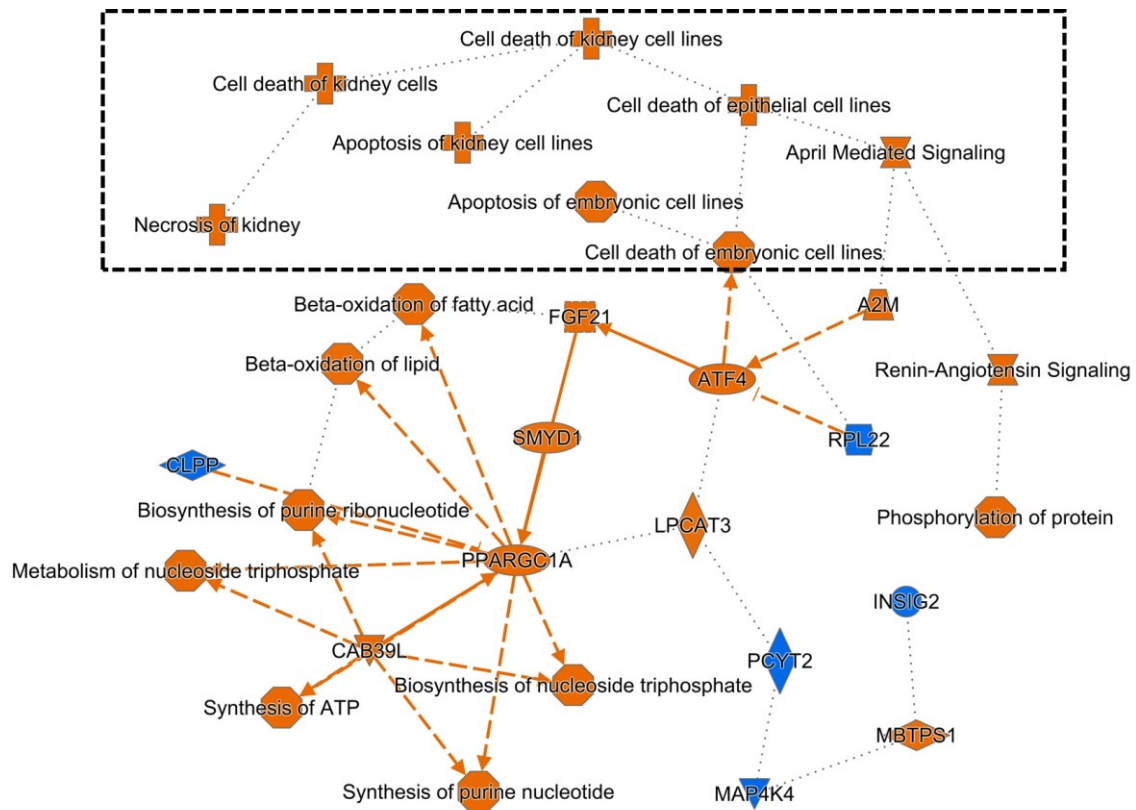 Cell death of kidney cell lines
Cell death of kidney cells
Cell death of epithelial cell lines
Apoptosis of kidney cell lines
April Mediated Signaling
Apoptosis of embryonic cell lines
Necrosis of kidney
Cell death of embryonic cell lines
Beta-oxidation of fatty acid
FGF21
A2M
Beta-oxidation of lipid
ATF4
Renin-Angiotensin Signaling
SMYD1
RPL22
CLPP
Biosynthesis of purine ribonucleotide
LPCAT3
Phosphorylation of protein
PPARGC1A
Metabolism of nucleoside triphosphate
INSIG2
CAB39L
PCYT2
Biosynthesis of nucleoside triphosphate
Synthesis of ATP
MBTPS1
Synthesis of purine nucleotide
MAP4K4